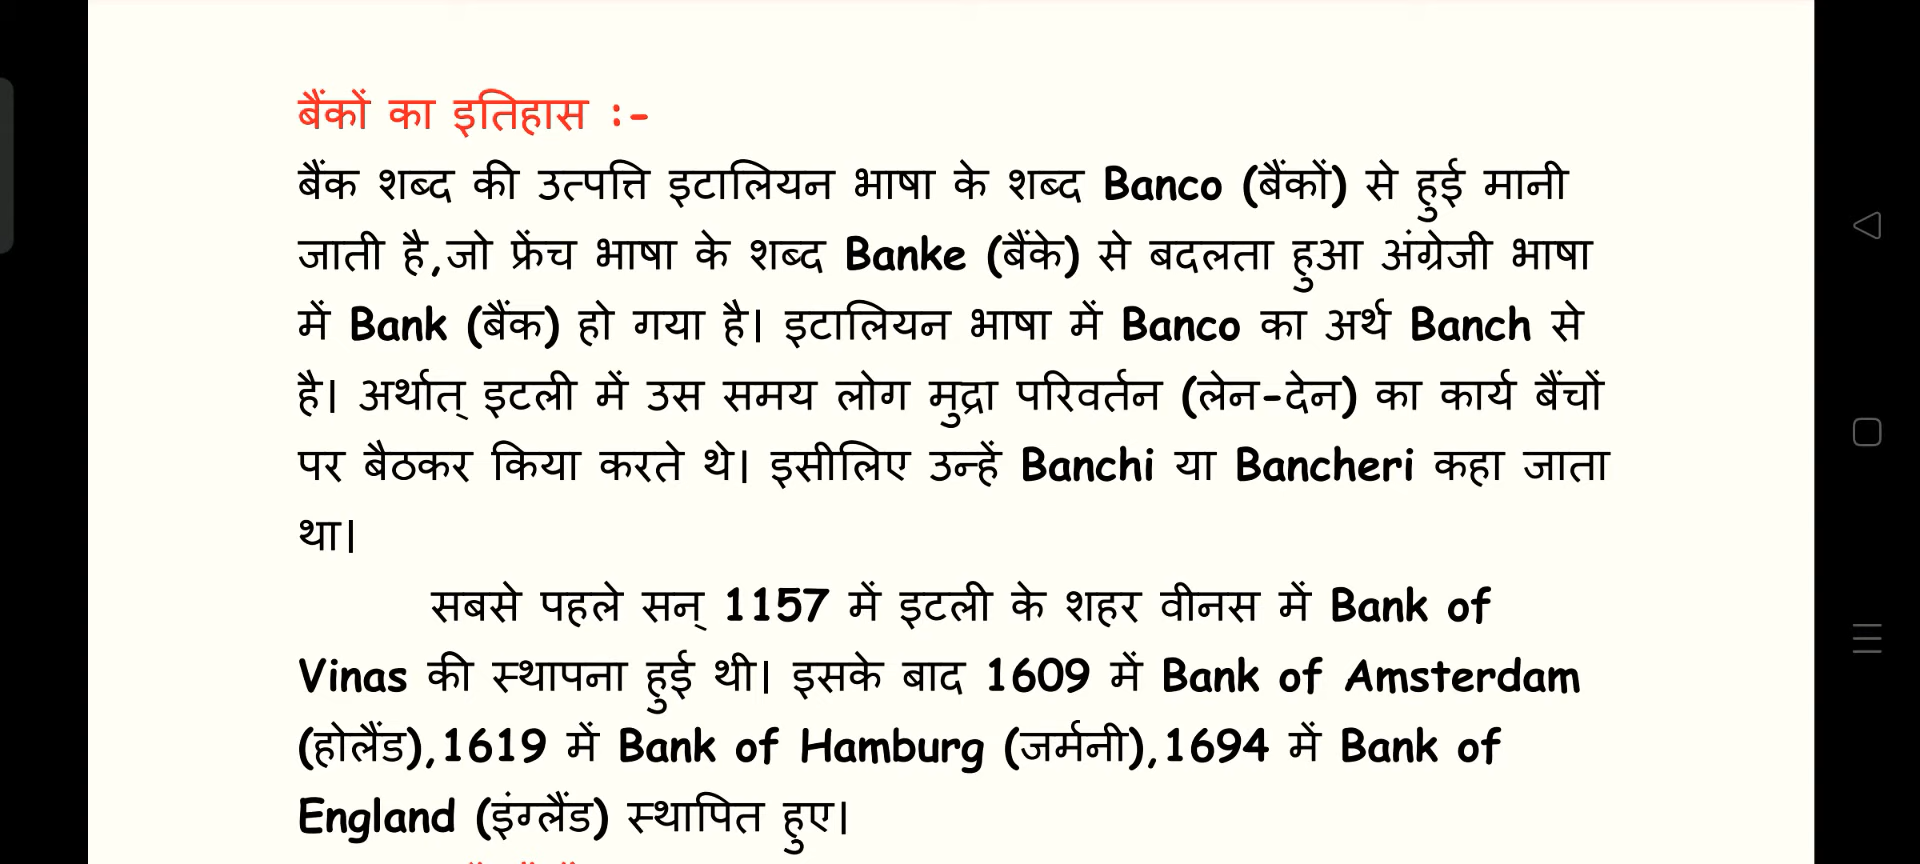 बैंकों का इतिहास :-
बैंक शब्द की उत्पत्ति इटालियन भाषा के शब्द Banco (बैंकों) से हुई मानी
जाती है,जो फ्रेंच भाषा के शब्द Banke (बैंके) से बदलता हुआ अंग्रेजी भाषा
में Bank (बैंक) हो गया है। इटालियन भाषा में Banco का अर्थ Banch से
है। अर्थात् इटली में उस समय लोग मुद्रा परिवर्तन (लेन-देन) का कार्य बैंचों
पर बैठकर किया करते थे। इसीलिए उन्हें Banchi या Bancheri कहा जाता
था।
सबसे पहले सन् 1157 में इटली के शहर वीनस में Bank of
Vinas की स्थापना हुई थी। इसके बाद 1609 में Bank of Amsterdam
(होलैंड),1619 में Bank of Hamburg (जर्मनी),1694 में Bank of
England (इंग्लैंड) स्थापित हुए।